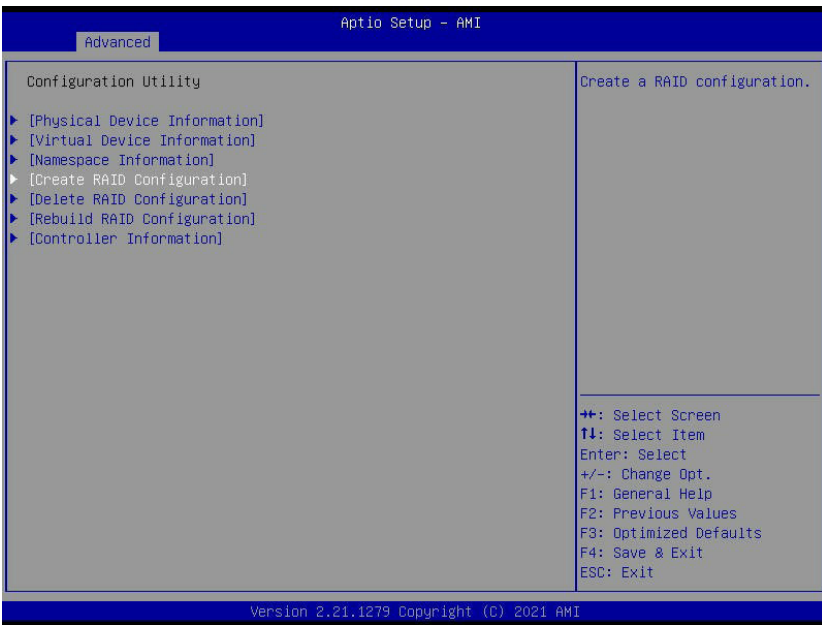 Aptio Setup – AMI
Advanced
Configuration Utility
[Physical Device Information]
[Virtual Device Information]
[Namespace Information]
[Create RAID Configuration]
[Delete RAID Configuration]
[Rebuild RAID Configuration]
[Controller Information]
Create a RAID configuration.
→←: Select Screen
↑↓: Select Item
Enter: Select
+/-: Change Opt.
F1: General Help
F2: Previous Values
F3: Optimized Defaults
F4: Save & Exit
ESC: Exit
Version 2.21.1279 Copyright (C) 2021 AMI